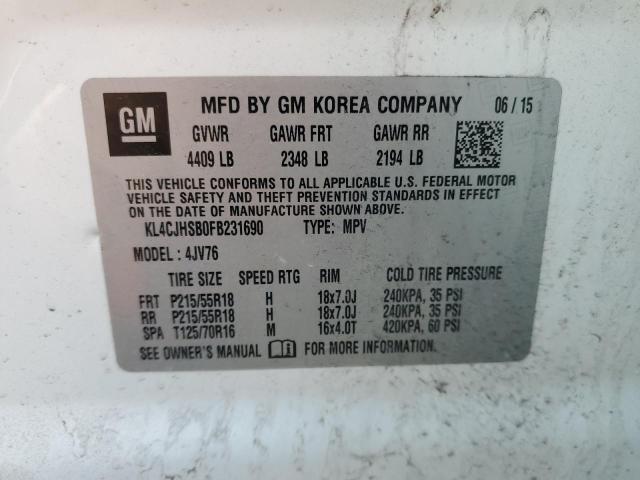 GM
MFD BY GM KOREA COMPANY 06/15
GVWR GAWR FRT GAWR RR
4409 LB 2348 LB 2194 LB
THIS VEHICLE CONFORMS TO ALL APPLICABLE U.S. FEDERAL MOTOR
VEHICLE SAFETY AND THEFT PREVENTION STANDARDS IN EFFECT
ON THE DATE OF MANUFACTURE SHOWN ABOVE.
KL4CJHSB0FB231690 TYPE: MPV
MODEL: 4JV76
TIRE SIZE SPEED RTG RIM COLD TIRE PRESSURE
FRT P215/55R18 H 18x7.0J 240KPA, 35 PSI
RR P215/55R18 H 18x7.0J 240KPA, 35 PSI
SPA T125/70R16 M 16x4.0T 420KPA, 60 PSI
SEE OWNER'S MANUAL FOR MORE INFORMATION.